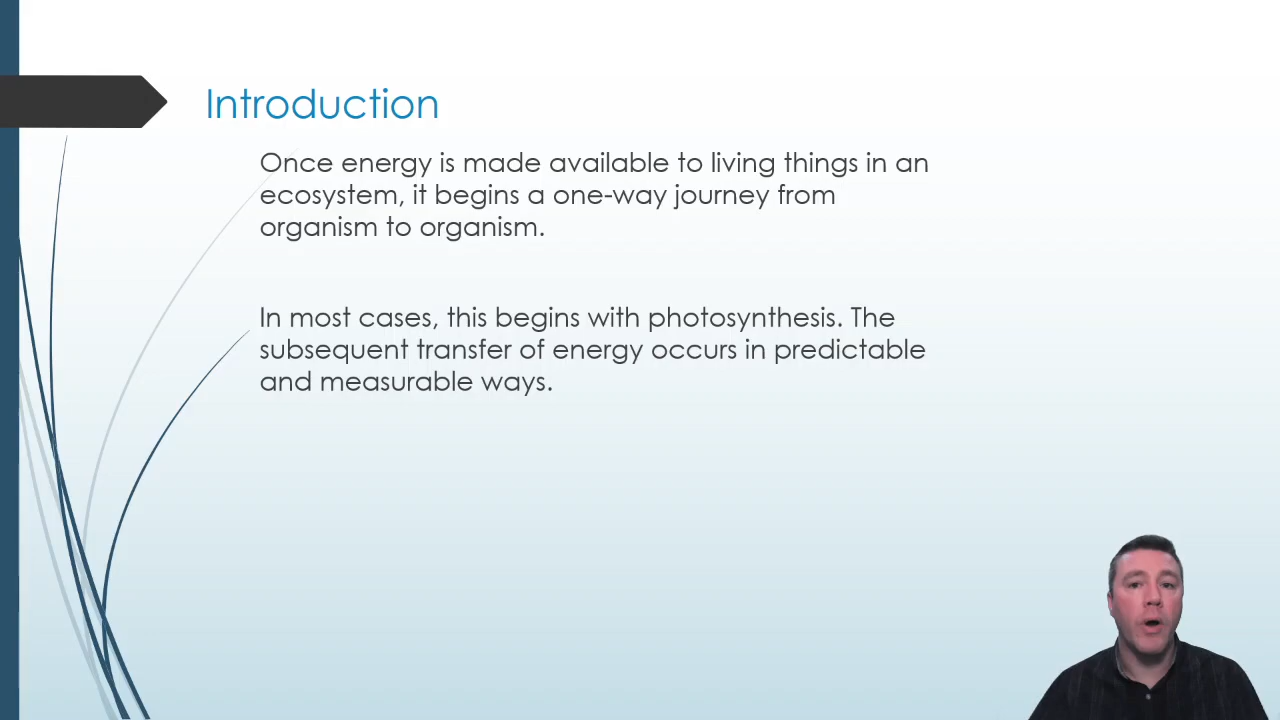 Introduction
Once energy is made available to living things in an
ecosystem, it begins a one-way journey from
organism to organism.
In most cases, this begins with photosynthesis. The
subsequent transfer of energy occurs in predictable
and measurable ways.